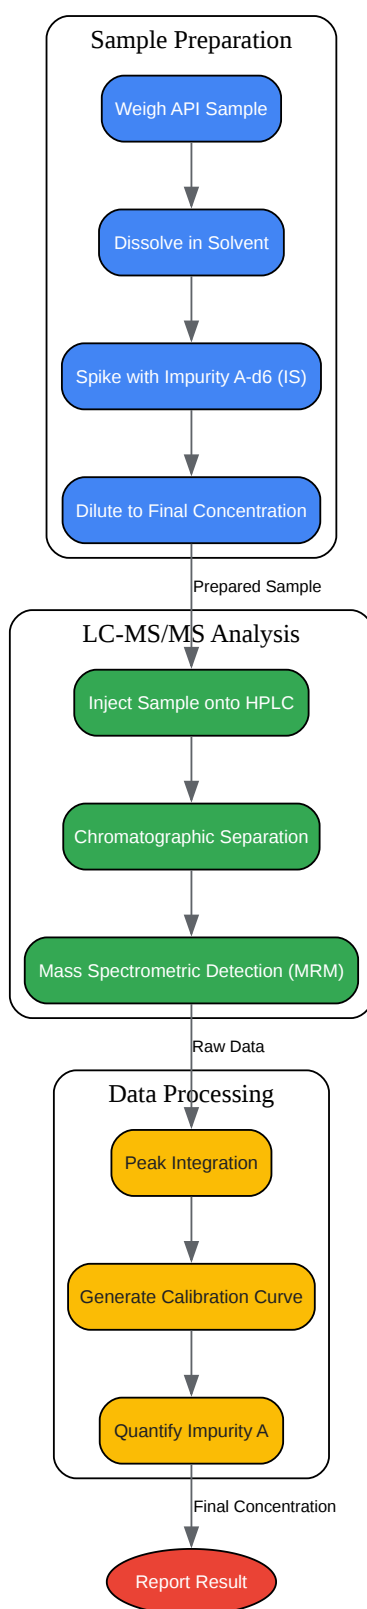 Sample Preparation
Weigh API Sample
Dissolve in Solvent
Spike with Impurity A-d6 (IS)
Dilute to Final Concentration
Prepared Sample
LC-MS/MS Analysis
Inject Sample onto HPLC
Chromatographic Separation
Mass Spectrometric Detection (MRM)
Raw Data
Data Processing
Peak Integration
Generate Calibration Curve
Quantify Impurity A
Final Concentration
Report Result